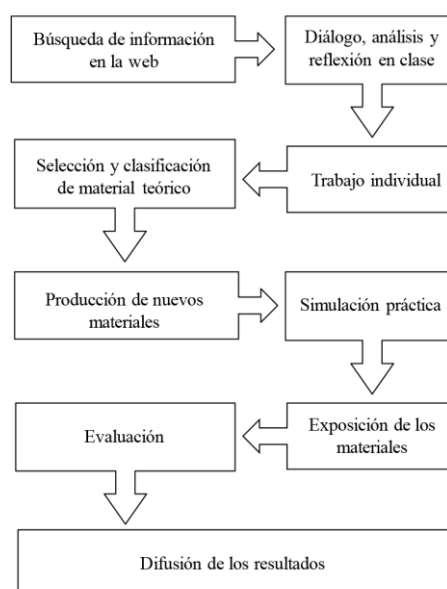 Búsqueda de información
en la web
Diálogo, análisis y
reflexión en clase
Trabajo individual
Selección y clasificación
de material teórico
Producción de nuevos
materiales
Simulación práctica
Exposición de los
materiales
Evaluación
Difusión de los resultados